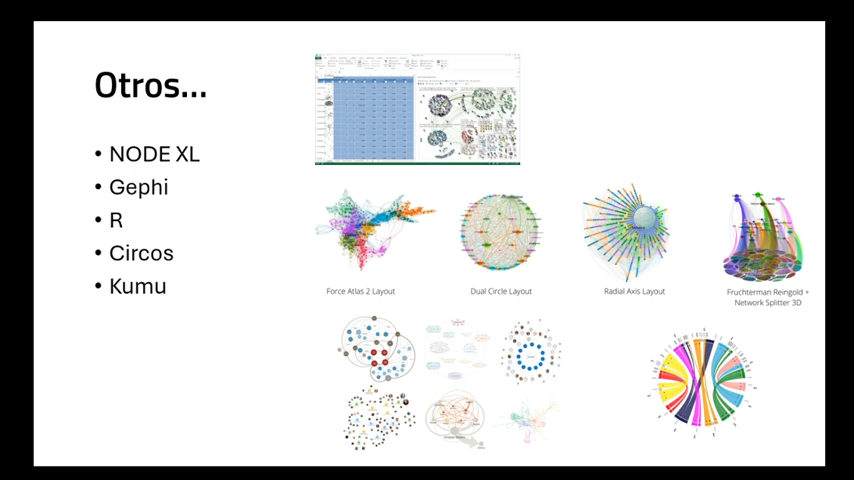 Otros...
• NODE XL
• Gephi
• R
• Circos
• Kumu
Force Atlas 2 Layout
Dual Circle Layout
Radial Axis Layout
Fruchterman Reingold +
Network Splitter 3D